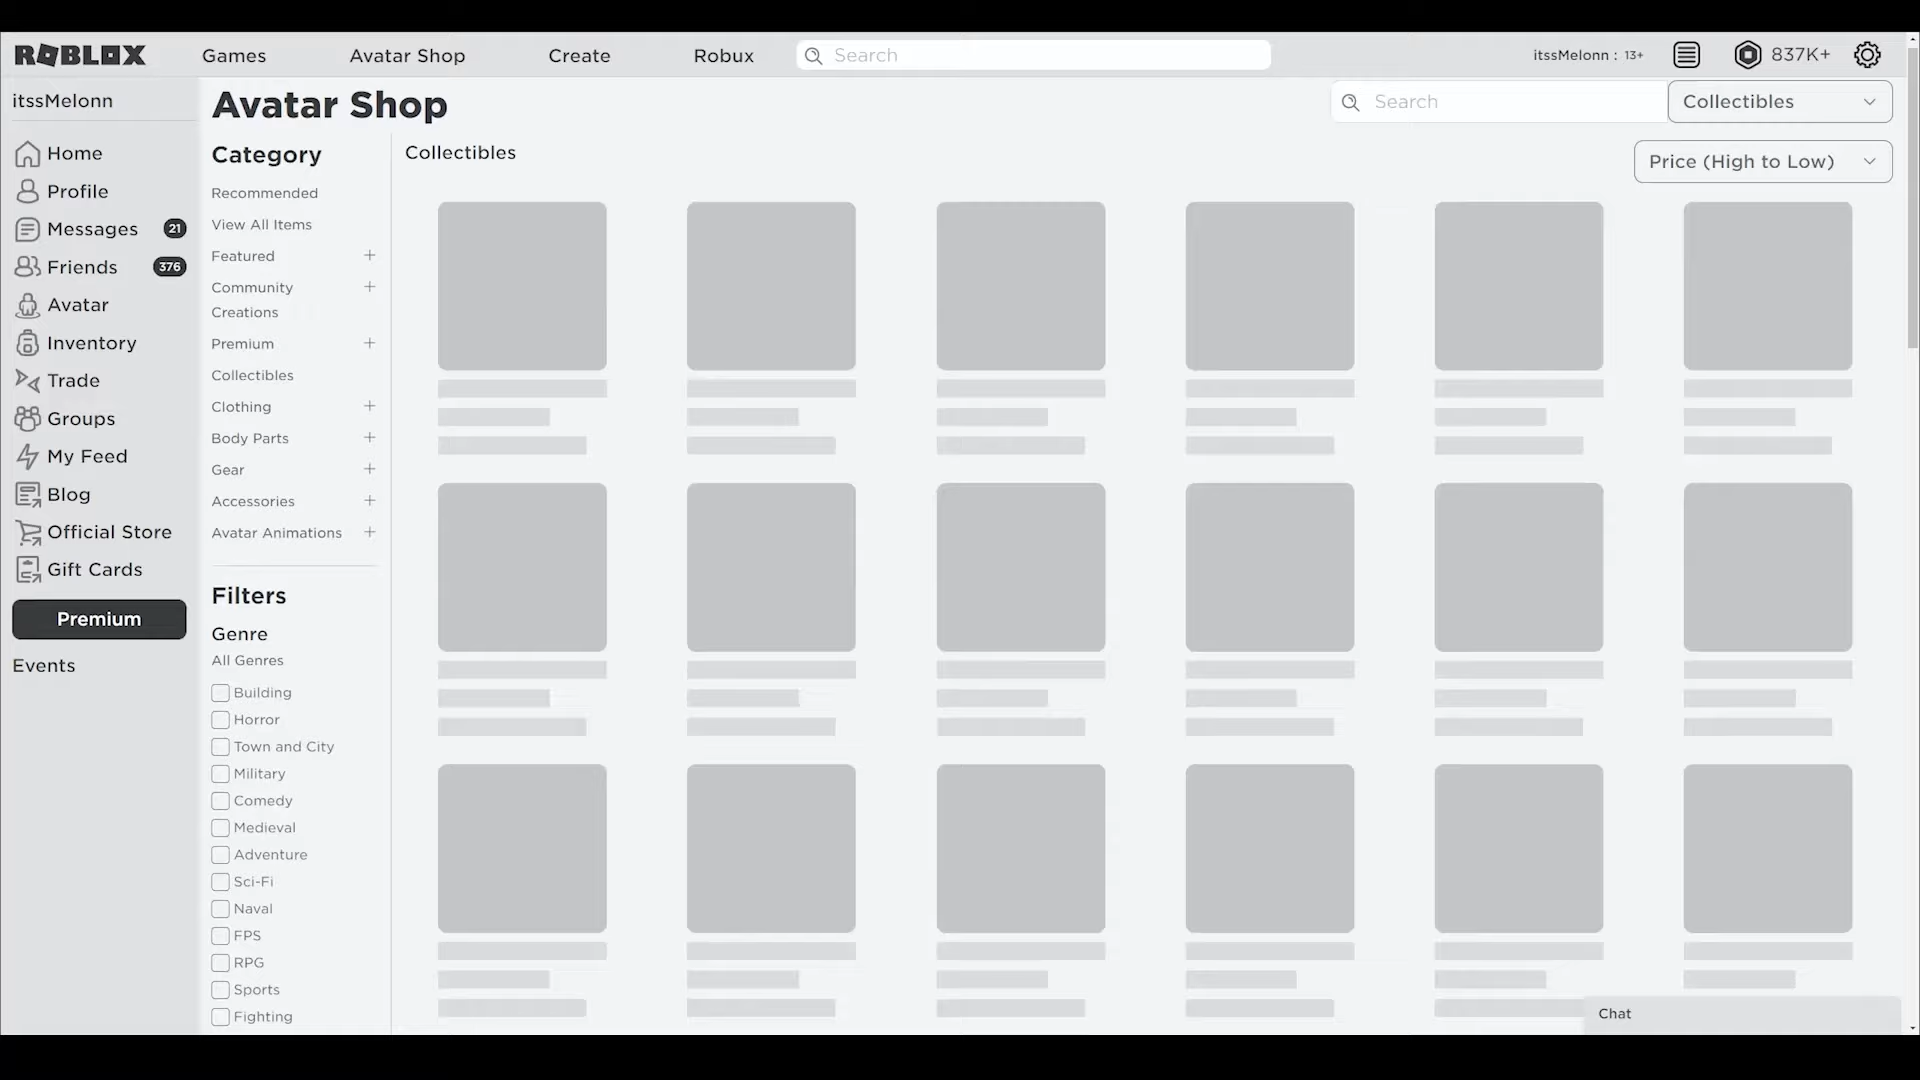 ROBLOX
Games
Avatar Shop
Create
Robux
Search
itssMelonn : 13+
837K+
itssMelonn
Home
Profile
Messages 21
Friends 376
Avatar
Inventory
Trade
Groups
My Feed
Blog
Official Store
Gift Cards
Premium
Events
Avatar Shop
Search
Collectibles
Category
Recommended
View All Items
Featured +
Community +
Creations
Premium +
Collectibles
Clothing +
Body Parts +
Gear +
Accessories +
Avatar Animations +
Filters
Genre
All Genres
Building
Horror
Town and City
Military
Comedy
Medieval
Adventure
Sci-Fi
Naval
FPS
RPG
Sports
Fighting
Collectibles
Price (High to Low)
Chat